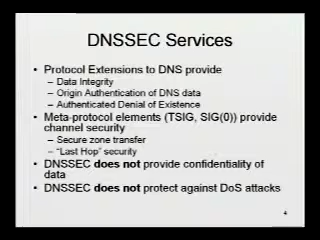 DNSSEC Services
• Protocol Extensions to DNS provide
– Data Integrity
– Origin Authentication of DNS data
– Authenticated Denial of Existence
• Meta-protocol elements (TSIG, SIG(0)) provide
channel security
– Secure zone transfer
– "Last Hop" security
• DNSSEC does not provide confidentiality of
data
• DNSSEC does not protect against DoS attacks
4